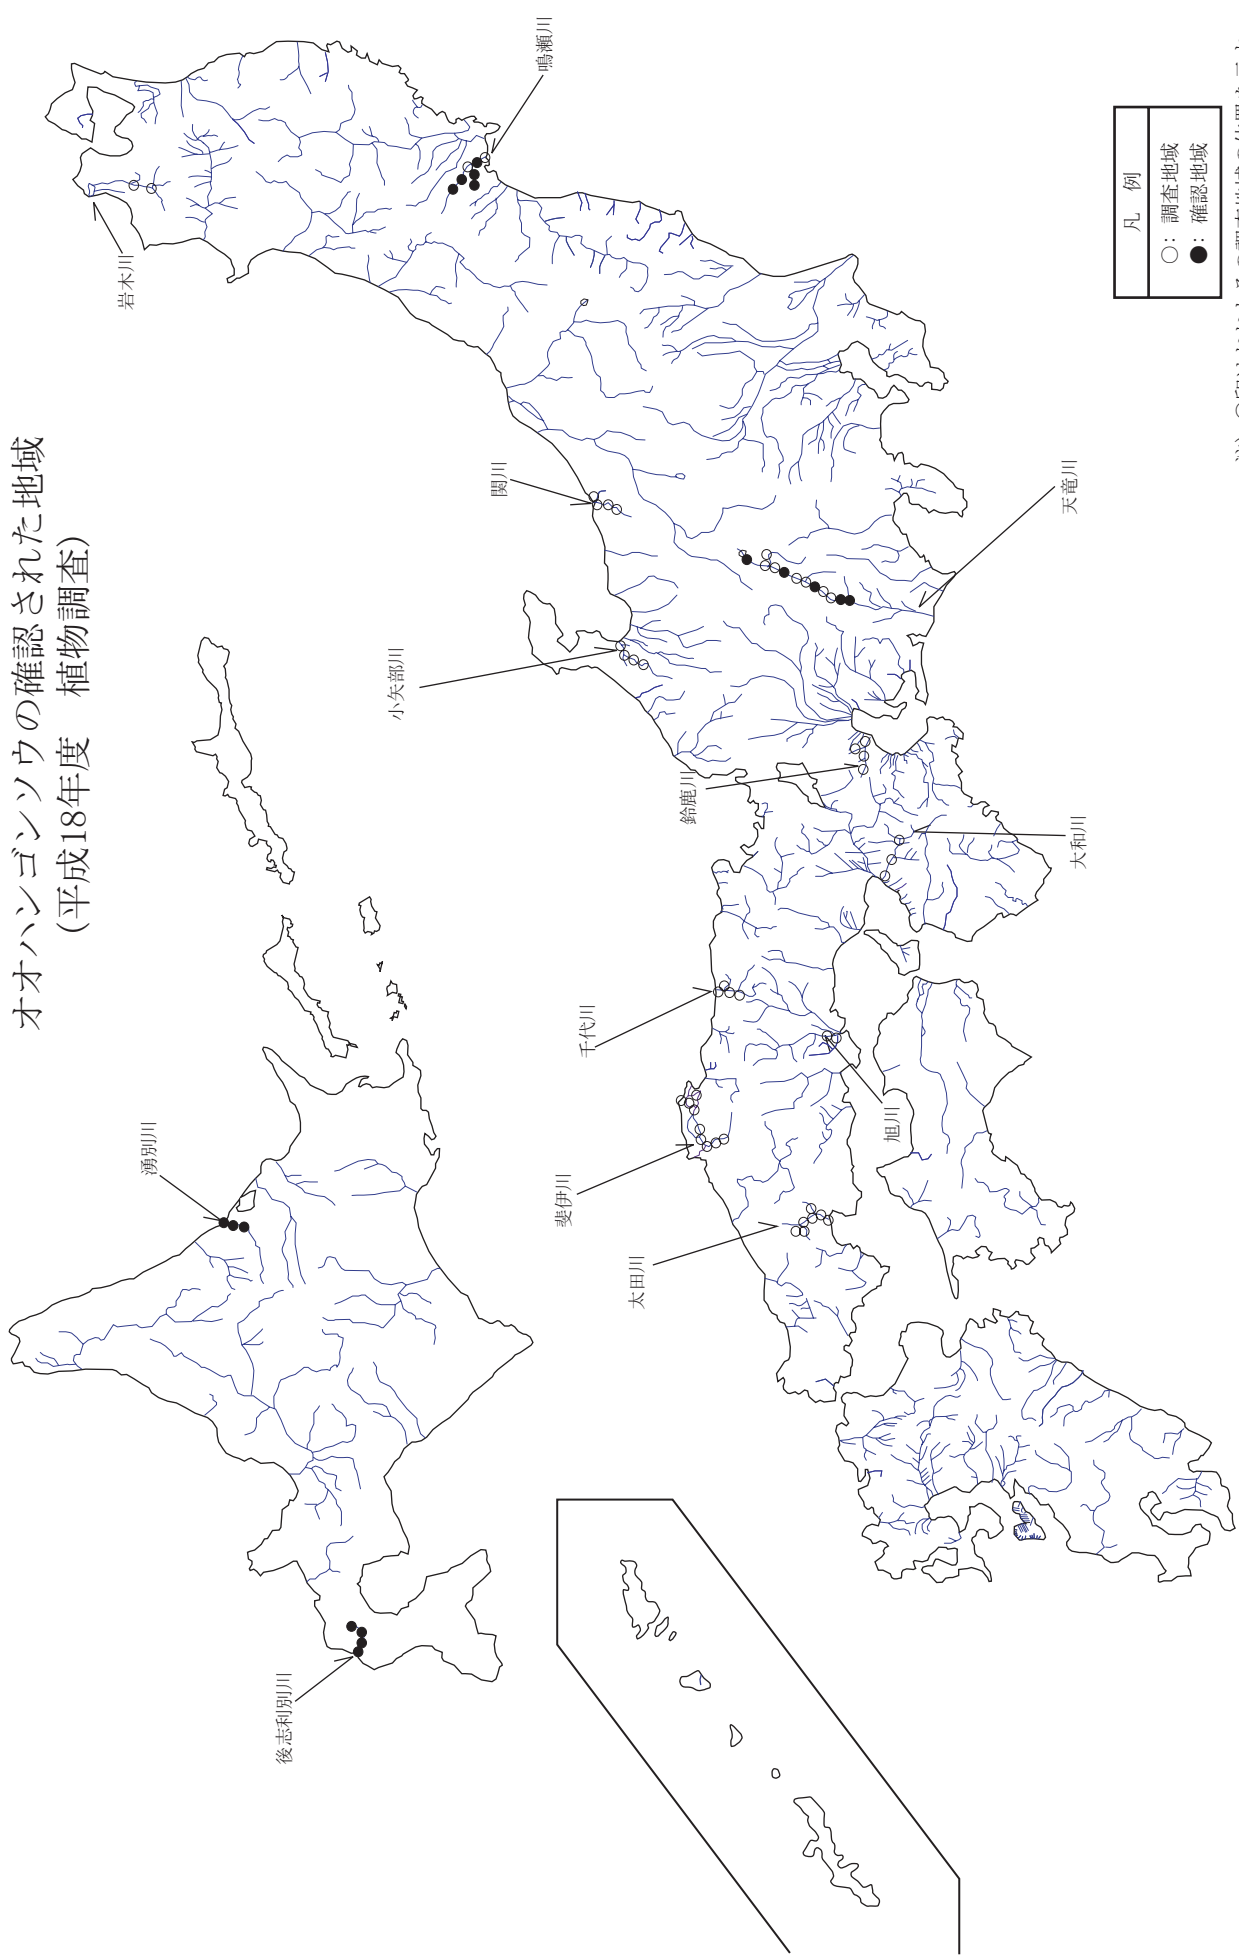 オオハンゴンソウの確認された地域
(平成18年度　植物調査)
湧別川
後志利別川
岩木川
鳴瀬川
関川
小矢部川
天竜川
鈴鹿川
大和川
千代川
旭川
斐伊川
太田川
凡 例
○: 調査地域
●: 確認地域